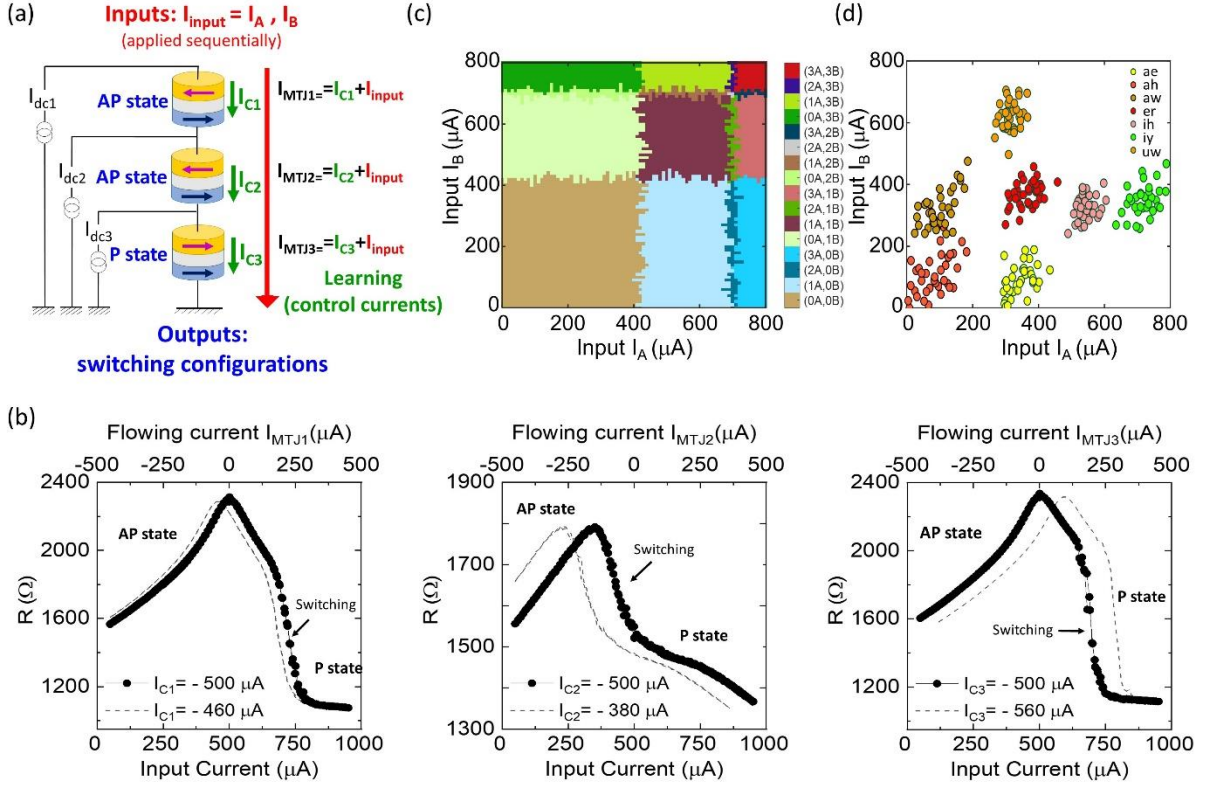 (a)
Inputs: I_input = I_A , I_B
(applied sequentially)
I_dc1
I_dc2
I_dc3
AP state
AP state
P state
I_C1
I_C2
I_C3
I_MTJ1= =I_C1+I_input
I_MTJ2= =I_C2+I_input
I_MTJ3= =I_C3+I_input
Learning
(control currents)
Outputs:
switching configurations
(c)
Input I_B (μA)
800
600
400
200
0
0 200 400 600 800
Input I_A (μA)
(3A,3B)
(2A,3B)
(1A,3B)
(0A,3B)
(3A,2B)
(2A,2B)
(1A,2B)
(0A,2B)
(3A,1B)
(2A,1B)
(1A,1B)
(0A,1B)
(3A,0B)
(2A,0B)
(1A,0B)
(0A,0B)
(d)
Input I_B (μA)
800
600
400
200
0
0 200 400 600 800
Input I_A (μA)
ae
ah
aw
er
ih
iy
uw
(b)
Flowing current I_MTJ1(μA)
-500 -250 0 250 500
R (Ω)
2400
2000
1600
1200
AP state
Switching
P state
I_C1= - 500 μA
I_C1= - 460 μA
0 250 500 750 1000
Input Current (μA)
Flowing current I_MTJ2(μA)
-500 -250 0 250 500
R (Ω)
1900
1700
1500
1300
AP state
Switching
P state
I_C2= - 500 μA
I_C2= - 380 μA
0 250 500 750 1000
Input Current (μA)
Flowing current I_MTJ3(μA)
-500 -250 0 250 500
R (Ω)
2400
2000
1600
1200
AP state
P state
Switching
I_C3= - 500 μA
I_C3= - 560 μA
0 250 500 750 1000
Input Current (μA)